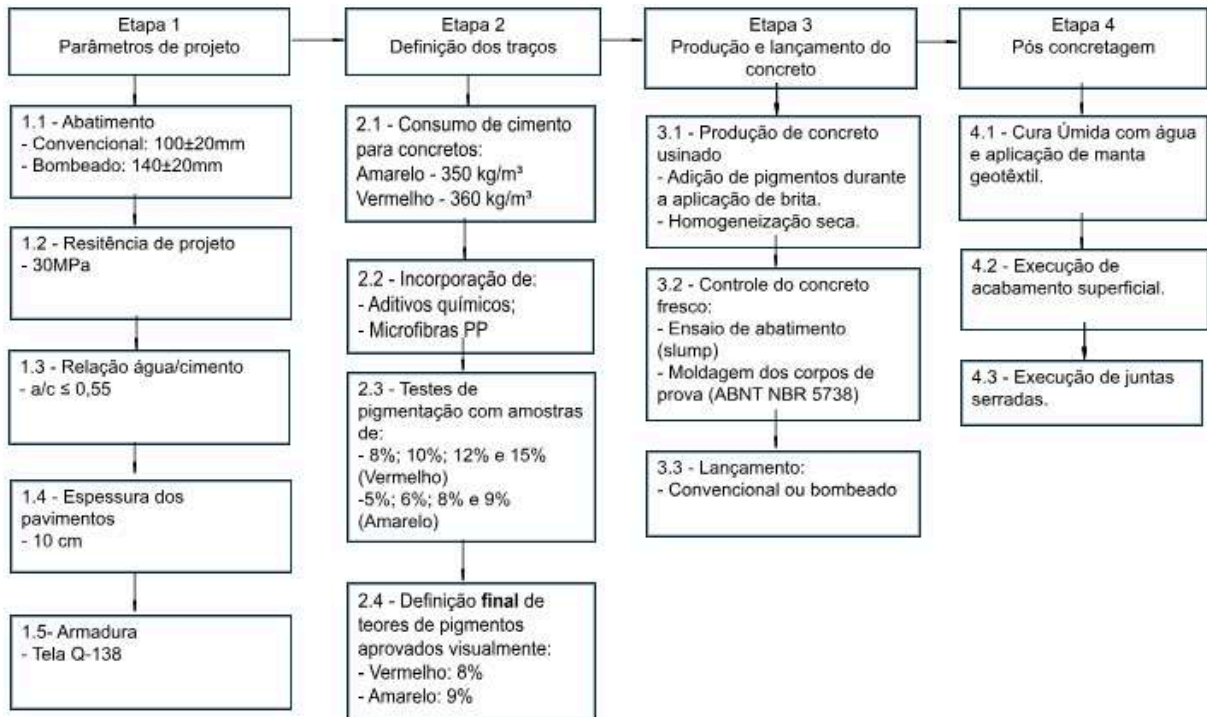 Etapa 1
Parâmetros de projeto
1.1 - Abatimento
- Convencional: 100±20mm
- Bombeado: 140±20mm
1.2 - Resitência de projeto
- 30MPa
1.3 - Relação água/cimento
- a/c ≤ 0,55
1.4 - Espessura dos
pavimentos
- 10 cm
1.5- Armadura
- Tela Q-138
Etapa 2
Definição dos traços
2.1 - Consumo de cimento
para concretos:
Amarelo - 350 kg/m³
Vermelho - 360 kg/m³
2.2 - Incorporação de:
- Aditivos químicos;
- Microfibras PP
2.3 - Testes de
pigmentação com amostras
de:
- 8%; 10%; 12% e 15%
(Vermelho)
-5%; 6%; 8% e 9%
(Amarelo)
2.4 - Definição final de
teores de pigmentos
aprovados visualmente:
- Vermelho: 8%
- Amarelo: 9%
Etapa 3
Produção e lançamento do
concreto
3.1 - Produção de concreto
usinado
- Adição de pigmentos durante
a aplicação de brita.
- Homogeneização seca.
3.2 - Controle do concreto
fresco:
- Ensaio de abatimento
(slump)
- Moldagem dos corpos de
prova (ABNT NBR 5738)
3.3 - Lançamento:
- Convencional ou bombeado
Etapa 4
Pós concretagem
4.1 - Cura Úmida com água
e aplicação de manta
geotêxtil.
4.2 - Execução de
acabamento superficial.
4.3 - Execução de juntas
serradas.